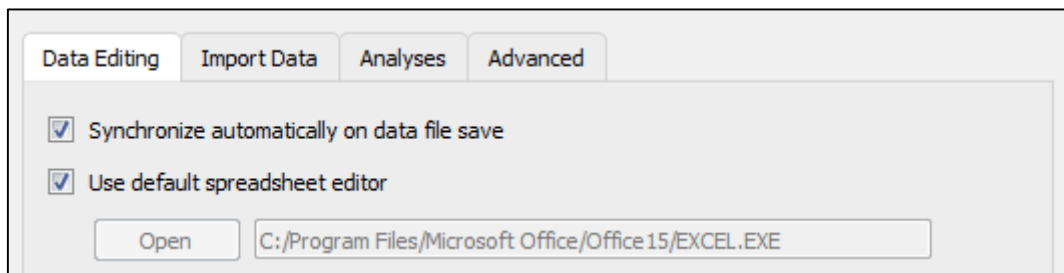 Data Editing Import Data Analyses Advanced
Synchronize automatically on data file save
Use default spreadsheet editor
Open C:/Program Files/Microsoft Office/Office15/EXCEL.EXE